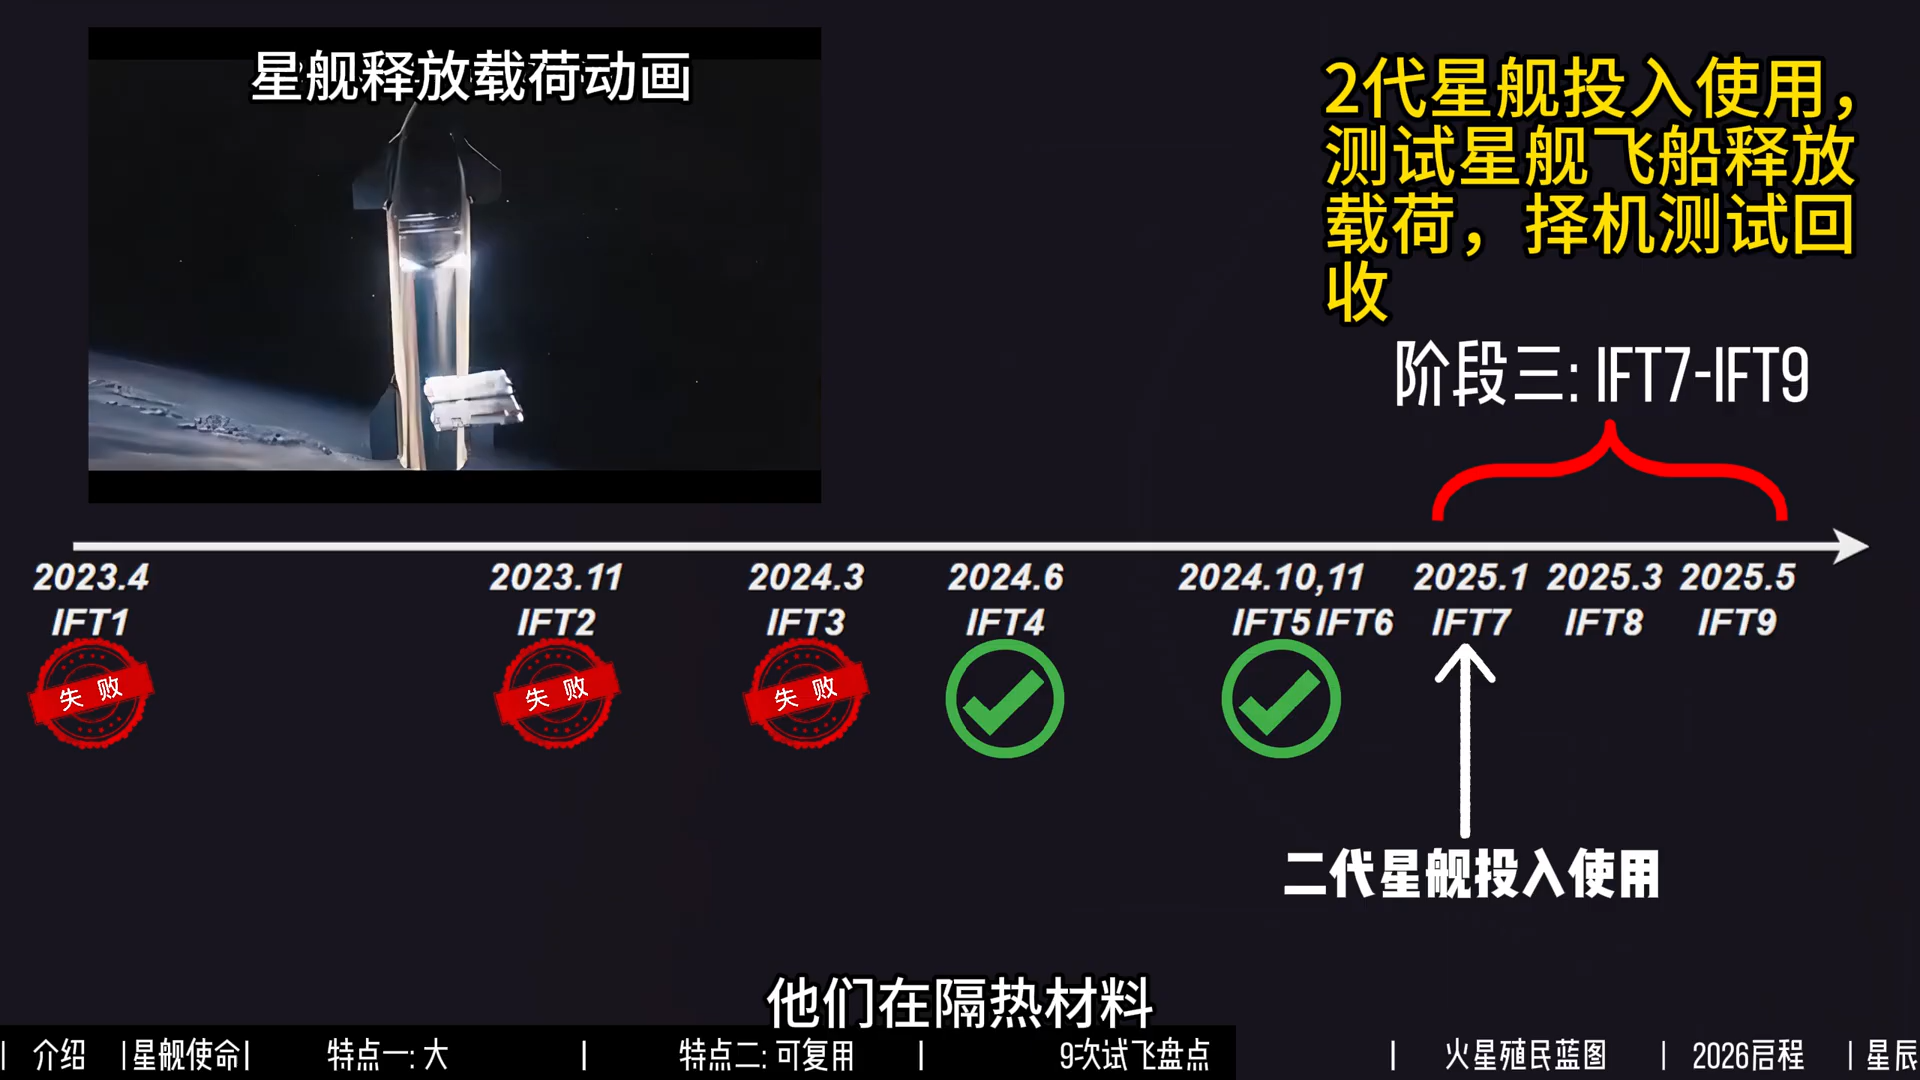 星舰释放载荷动画
2代星舰投入使用，
测试星舰飞船释放
载荷，择机测试回
收
阶段三: IFT7-IFT9
2023.4
IFT1
失 败
2023.11
IFT2
失 败
2024.3
IFT3
失 败
2024.6
IFT4
2024.10,11
IFT5 IFT6
2025.1
IFT7
2025.3
IFT8
2025.5
IFT9
二代星舰投入使用
他们在隔热材料
| 介绍 |星舰使命| 特点一: 大 | 特点二: 可复用 | 9次试飞盘点 | 火星殖民蓝图 | 2026启程 | 星辰